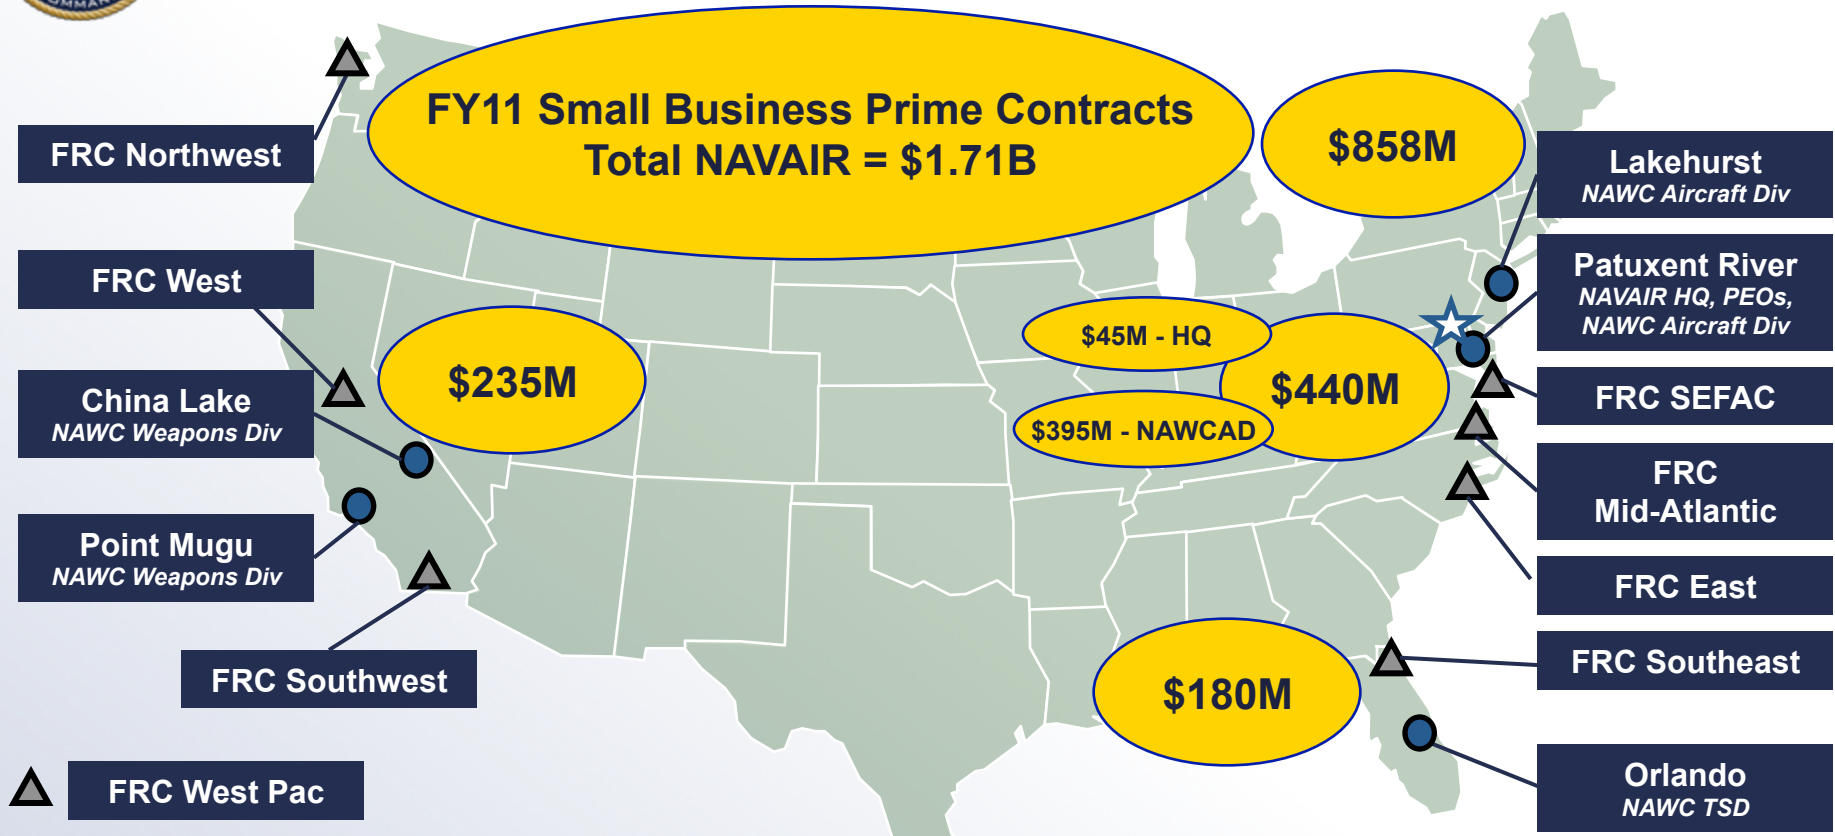 COMMAN
FY11 Small Business Prime Contracts
Total NAVAIR = $1.71B
$858M
FRC Northwest
Lakehurst
NAWC Aircraft Div
FRC West
Patuxent River
NAVAIR HQ, PEOs,
NAWC Aircraft Div
$45M - HQ
$235M
$440M
China Lake
NAWC Weapons Div
FRC SEFAC
$395M - NAWCAD
FRC
Mid-Atlantic
Point Mugu
NAWC Weapons Div
FRC East
FRC Southwest
$180M
FRC Southeast
FRC West Pac
Orlando
NAWC TSD